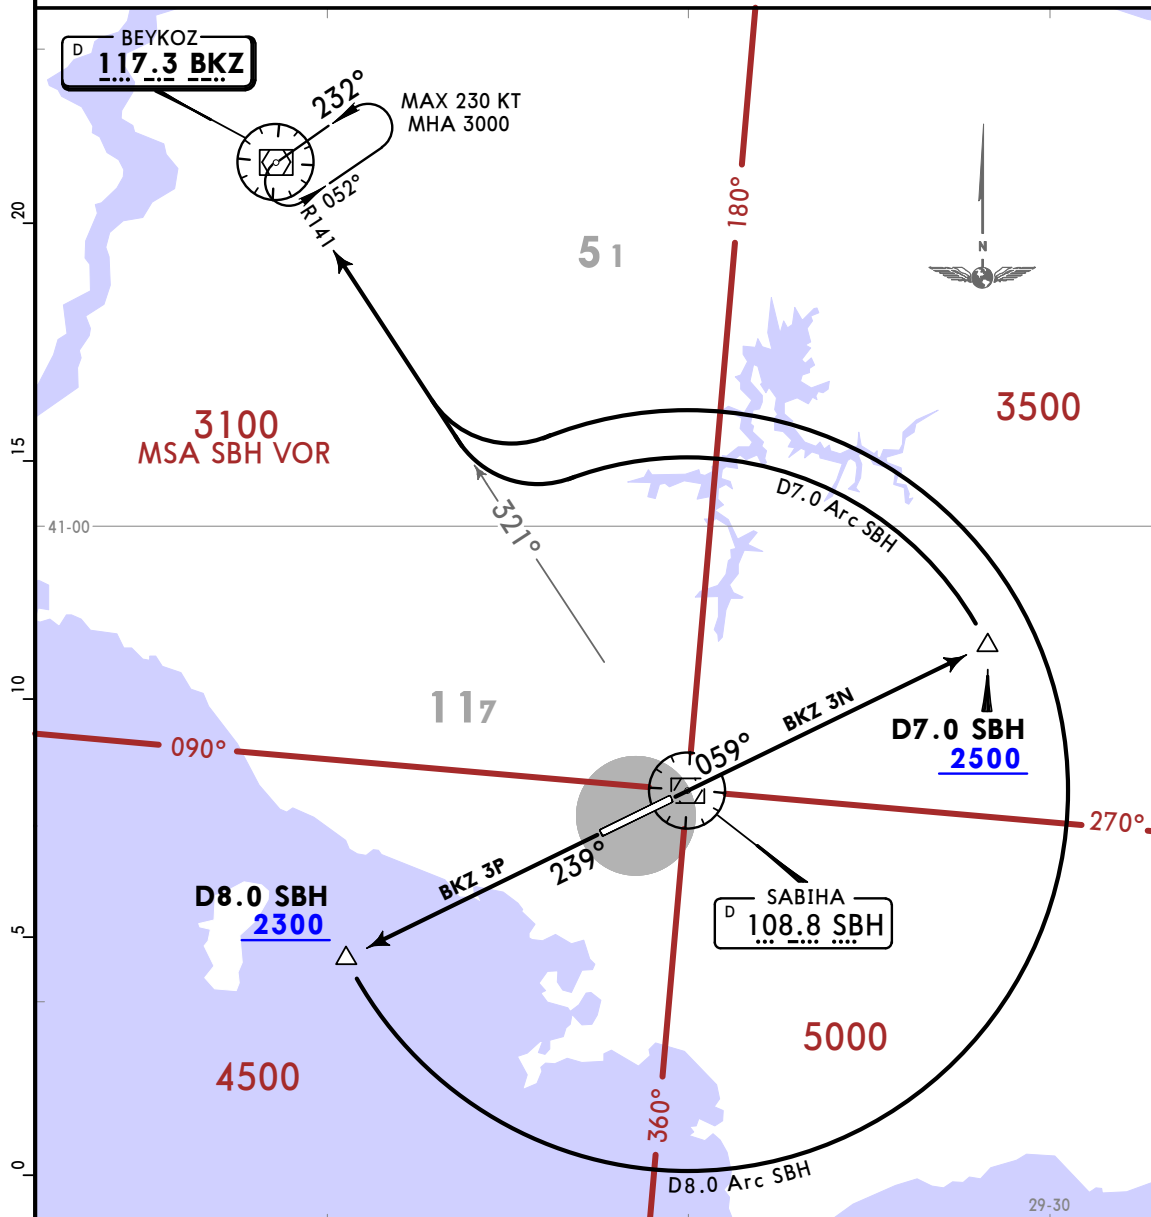 BEYKOZ
D 117.3 BKZ
232°
MAX 230 KT
MHA 3000
052°
R141
180°
51
N
20
3100
MSA SBH VOR
3500
15
D7.0 Arc SBH
321°
41-00
10
117
BKZ 3N
D7.0 SBH
2500
090°
059°
270°
239°
BKZ 3P
D8.0 SBH
2300
SABIHA
D 108.8 SBH
5
5000
4500
360°
0
D8.0 Arc SBH
29-30